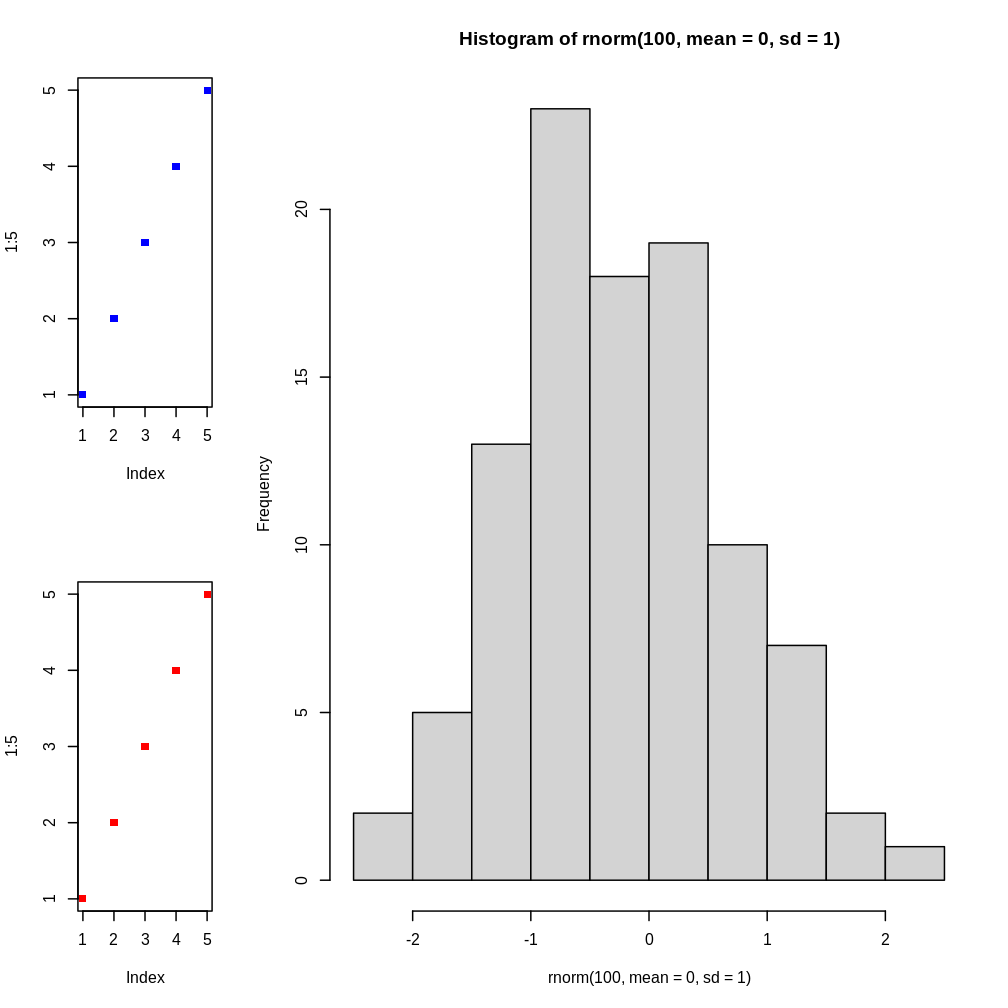 5
4
3
2
1
1:5
1 2 3 4 5
Index
5
4
3
2
1
1:5
1 2 3 4 5
Index
Histogram of rnorm(100, mean = 0, sd = 1)
20
15
10
5
0
Frequency
-2 -1 0 1 2
rnorm(100, mean = 0, sd = 1)